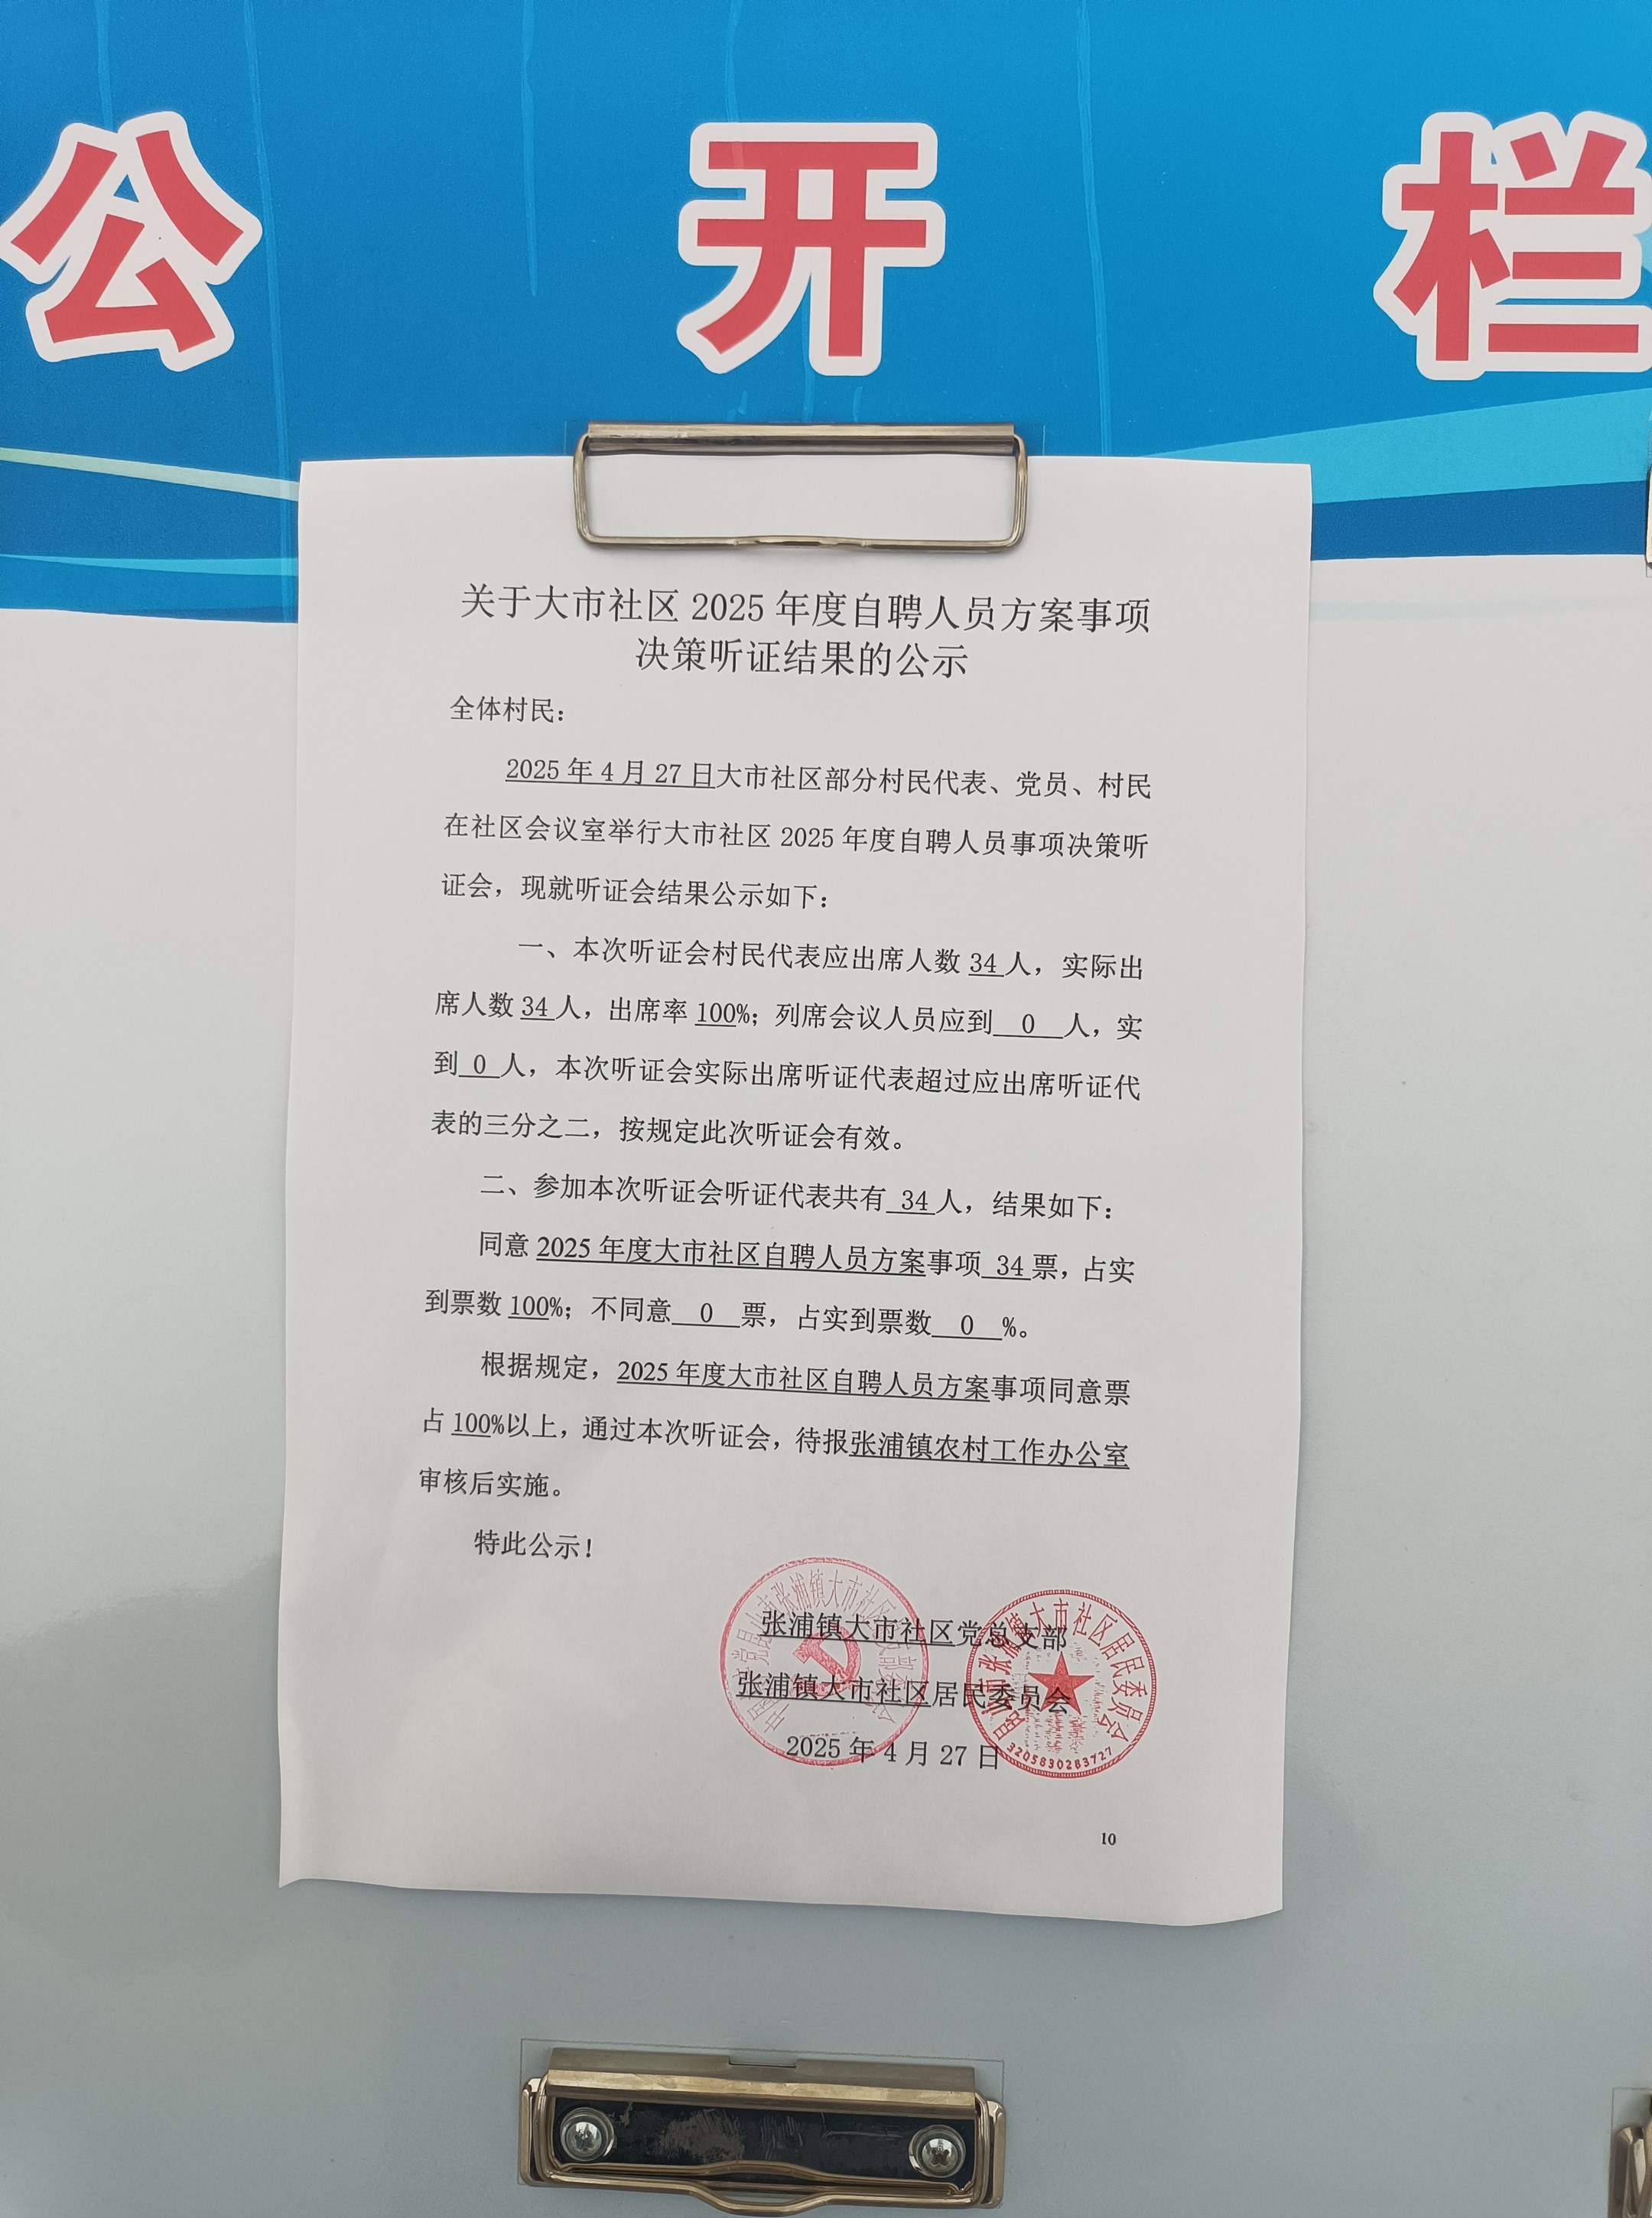 公开栏
关于大市社区 2025 年度自聘人员方案事项
决策听证结果的公示
全体村民：
2025 年 4 月 27 日大市社区部分村民代表、党员、村民
在社区会议室举行大市社区 2025 年度自聘人员事项决策听
证会，现就听证会结果公示如下：
一、本次听证会村民代表应出席人数 34 人，实际出
席人数 34 人，出席率 100%；列席会议人员应到 0 人，实
到 0 人，本次听证会实际出席听证代表超过应出席听证代
表的三分之二，按规定此次听证会有效。
二、参加本次听证会听证代表共有 34 人，结果如下：
同意 2025 年度大市社区自聘人员方案事项 34 票，占实
到票数 100%；不同意 0 票，占实到票数 0 %。
根据规定，2025 年度大市社区自聘人员方案事项同意票
占 100%以上，通过本次听证会，待报张浦镇农村工作办公室
审核后实施。
特此公示！
张浦镇大市社区党总支部
张浦镇大市社区居民委员会
2025 年 4 月 27 日
昆山市张浦镇大市社区居民委员会
3205830283727
10